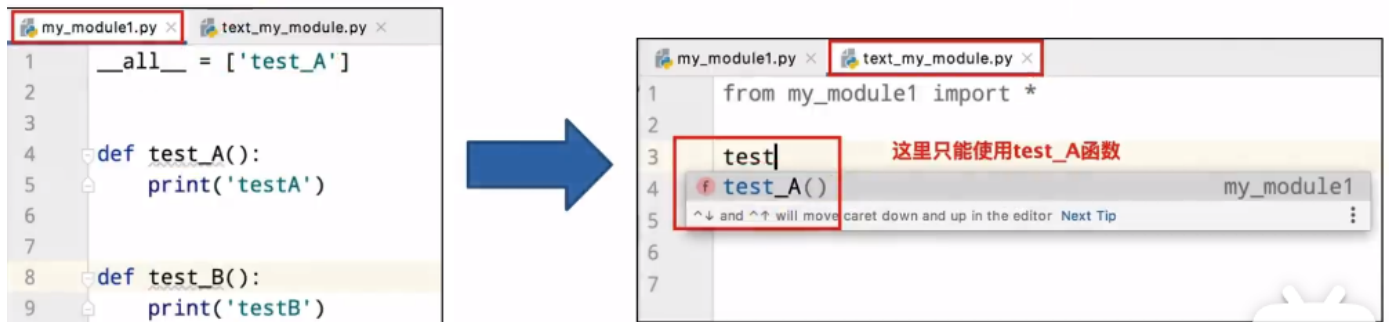 my_module1.py
text_my_module.py
1 __all__ = ['test_A']
2
3
4 def test_A():
5 print('testA')
6
7
8 def test_B():
9 print('testB')
my_module1.py
text_my_module.py
1 from my_module1 import *
2
3 test 这里只能使用test_A函数
4 f test_A() my_module1
5 ^↓ and ^↑ will move caret down and up in the editor Next Tip
6
7